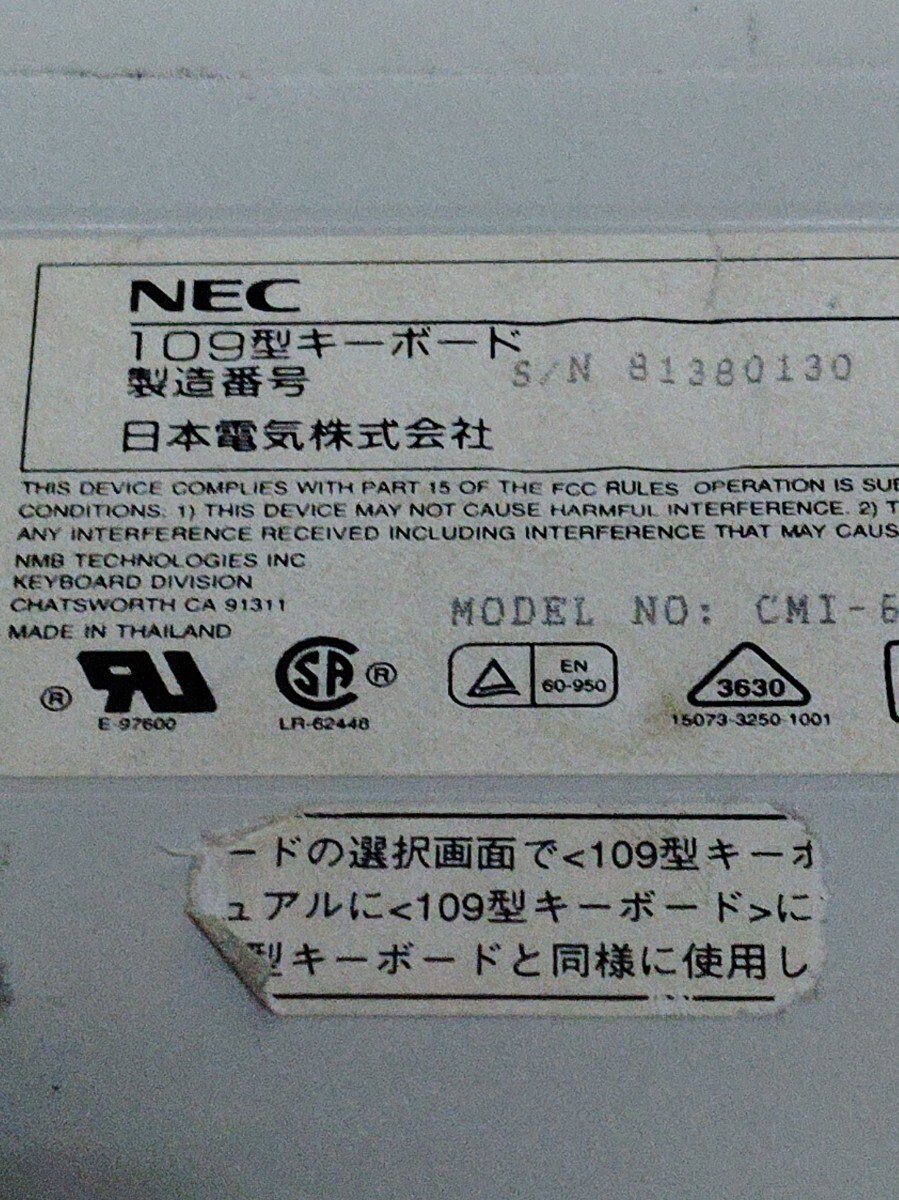 NEC
109型キーボード
製造番号 S/N 81380130
日本電気株式会社
THIS DEVICE COMPLIES WITH PART 15 OF THE FCC RULES OPERATION IS
CONDITIONS: 1) THIS DEVICE MAY NOT CAUSE HARMFUL INTERFERENCE. 2)
ANY INTERFERENCE RECEIVED INCLUDING INTERFERENCE THAT MAY
NMB TECHNOLOGIES INC
KEYBOARD DIVISION
CHATSWORTH CA 91311
MODEL NO: CMI-6
MADE IN THAILAND
® RU SA ® EN
60-950 3630
E-97600 LR-62448 15073-3250-1001
ードの選択画面で<109型キーボ
ュアルに<109型キーボード>に
型キーボードと同様に使用し